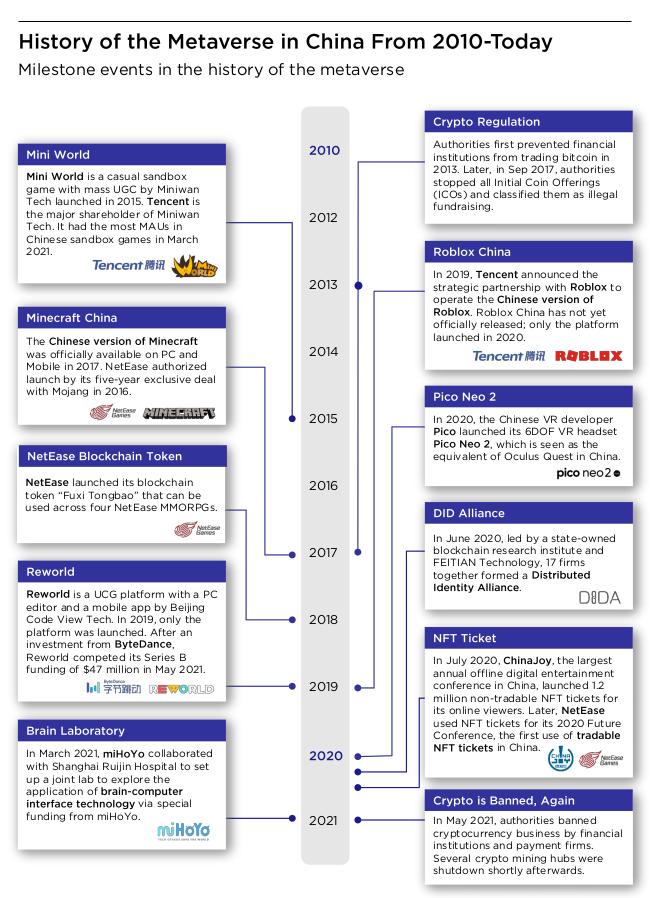 History of the Metaverse in China From 2010-Today
Milestone events in the history of the metaverse
Mini World
Mini World is a casual sandbox
game with mass UGC by Miniwan
Tech launched in 2015. Tencent is
the major shareholder of Miniwan
Tech. It had the most MAUs in
Chinese sandbox games in March
2021.
Tencent 腾讯
MINI WORLD
Minecraft China
The Chinese version of Minecraft
was officially available on PC and
Mobile in 2017. NetEase authorized
launch by its five-year exclusive deal
with Mojang in 2016.
NetEase
Games
MINECRAFT
NetEase Blockchain Token
NetEase launched its blockchain
token “Fuxi Tongbao” that can be
used across four NetEase MMORPGs.
NetEase
Games
Reworld
Reworld is a UCG platform with a PC
editor and a mobile app by Beijing
Code View Tech. In 2019, only the
platform was launched. After an
investment from ByteDance,
Reworld competed its Series B
funding of $47 million in May 2021.
ByteDance
字节跳动
REWORLD
Brain Laboratory
In March 2021, miHoYo collaborated
with Shanghai Ruijin Hospital to set
up a joint lab to explore the
application of brain-computer
interface technology via special
funding from miHoYo.
miHoYo
TECH OTAKUS SAVE THE WORLD
2010
2012
2013
2014
2015
2016
2017
2018
2019
2020
2021
Crypto Regulation
Authorities first prevented financial
institutions from trading bitcoin in
2013. Later, in Sep 2017, authorities
stopped all Initial Coin Offerings
(ICOs) and classified them as illegal
fundraising.
Roblox China
In 2019, Tencent announced the
strategic partnership with Roblox to
operate the Chinese version of
Roblox. Roblox China has not yet
officially released; only the platform
launched in 2020.
Tencent 腾讯
ROBLOX
Pico Neo 2
In 2020, the Chinese VR developer
Pico launched its 6DOF VR headset
Pico Neo 2, which is seen as the
equivalent of Oculus Quest in China.
pico neo2
DID Alliance
In June 2020, led by a state-owned
blockchain research institute and
FEITIAN Technology, 17 firms
together formed a Distributed
Identity Alliance.
DIDA
NFT Ticket
In July 2020, ChinaJoy, the largest
annual offline digital entertainment
conference in China, launched 1.2
million non-tradable NFT tickets for
its online viewers. Later, NetEase
used NFT tickets for its 2020 Future
Conference, the first use of tradable
NFT tickets in China.
CHINA
JOY
NetEase
Games
Crypto is Banned, Again
In May 2021, authorities banned
cryptocurrency business by financial
institutions and payment firms.
Several crypto mining hubs were
shutdown shortly afterwards.